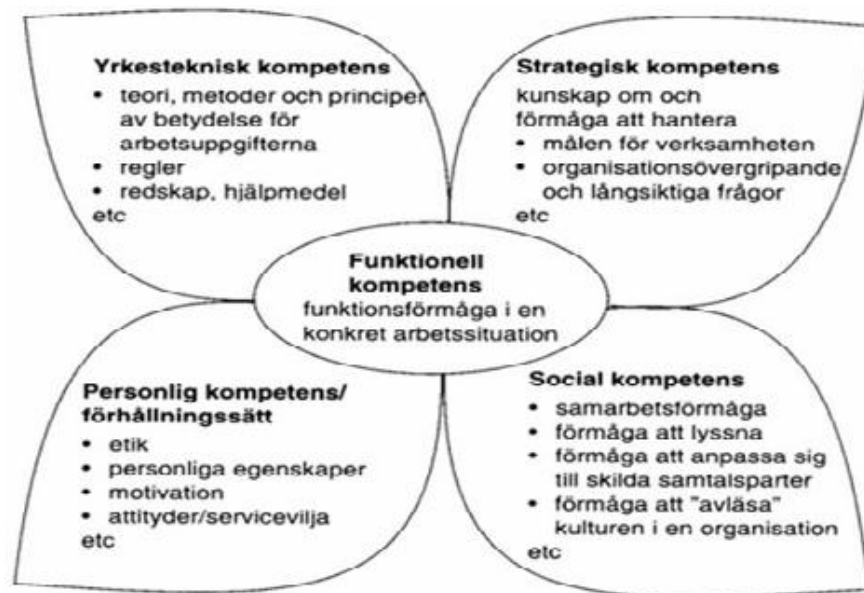 Yrkesteknisk kompetens
• teori, metoder och principer
av betydelse för
arbetsuppgifterna
• regler
• redskap, hjälpmedel
etc
Strategisk kompetens
kunskap om och
förmåga att hantera
• målen för verksamheten
• organisationsövergripande
och långsiktiga frågor
etc
Funktionell
kompetens
funktionsförmåga i en
konkret arbetssituation
Personlig kompetens/
förhållningssätt
• etik
• personliga egenskaper
• motivation
• attityder/servicevilja
etc
Social kompetens
• samarbetsförmåga
• förmåga att lyssna
• förmåga att anpassa sig
till skilda samtalsparter
• förmåga att "avläsa"
kulturen i en organisation
etc